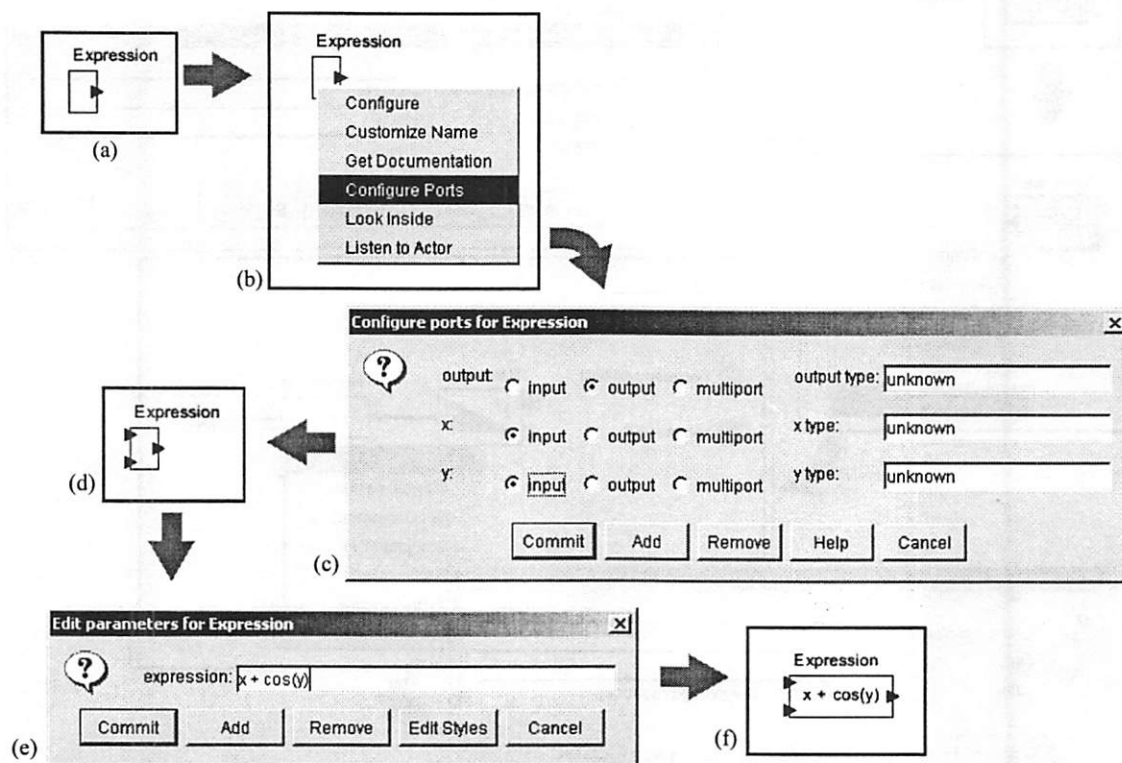 Expression
(a)
Expression
Configure
Customize Name
Get Documentation
Configure Ports
Look Inside
Listen to Actor
(b)
Configure ports for Expression
output: input output multiport output type: unknown
x: input output multiport x type: unknown
y: input output multiport y type: unknown
Commit Add Remove Help Cancel
(c)
Expression
(d)
Edit parameters for Expression
expression: x + cos(y)
Commit Add Remove Edit Styles Cancel
(e)
Expression
x + cos(y)
(f)